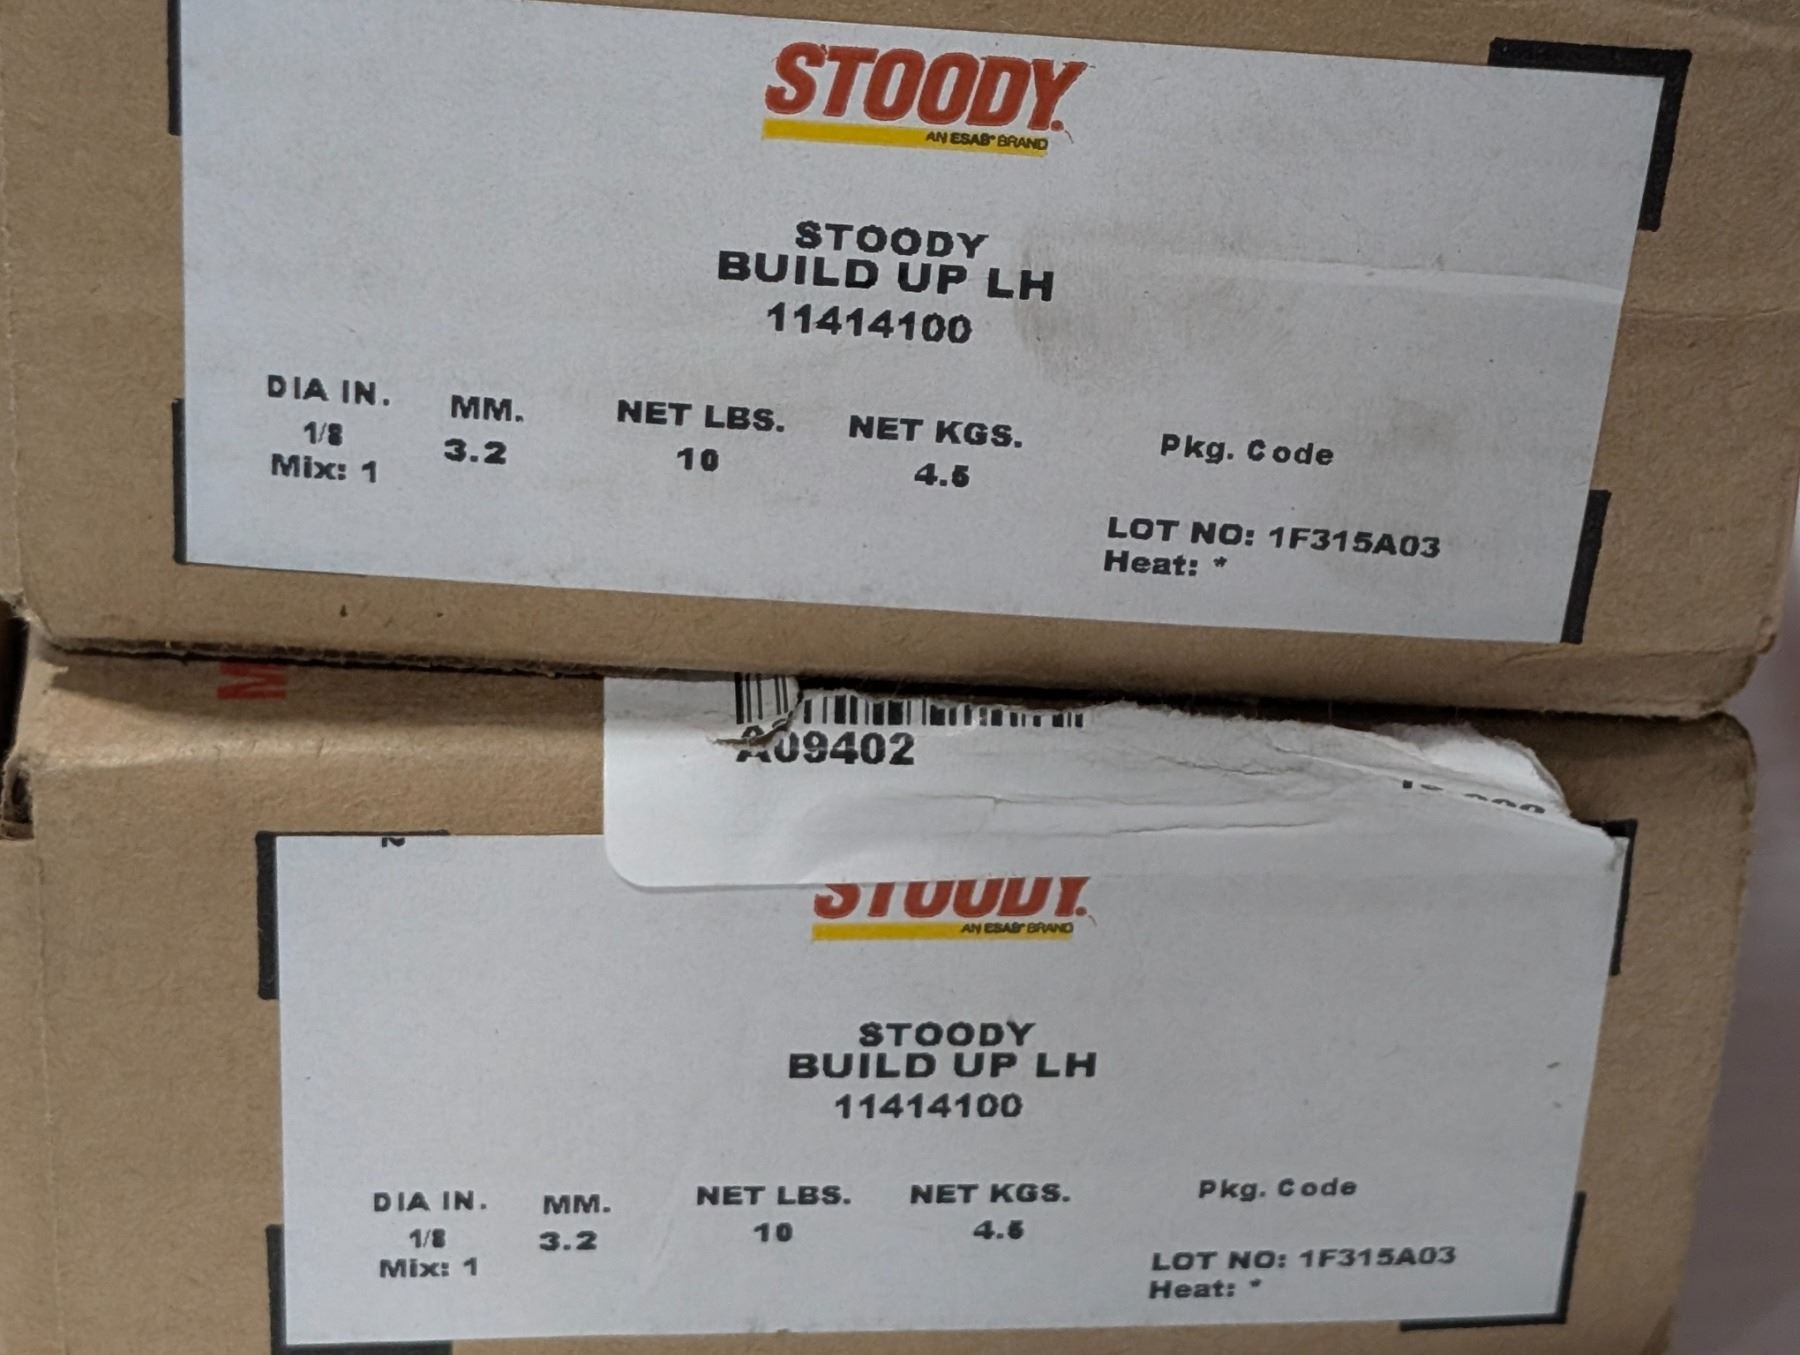 STOODY.
AN ESAB® BRAND
STOODY
BUILD UP LH
11414100
DIA IN. MM. NET LBS. NET KGS. Pkg. Code
1/8 3.2 10 4.5
Mix: 1
LOT NO: 1F315A03
Heat: *
M
A09402
STOODY.
AN ESAB® BRAND
STOODY
BUILD UP LH
11414100
DIA IN. MM. NET LBS. NET KGS. Pkg. Code
1/8 3.2 10 4.5
Mix: 1
LOT NO: 1F315A03
Heat: *